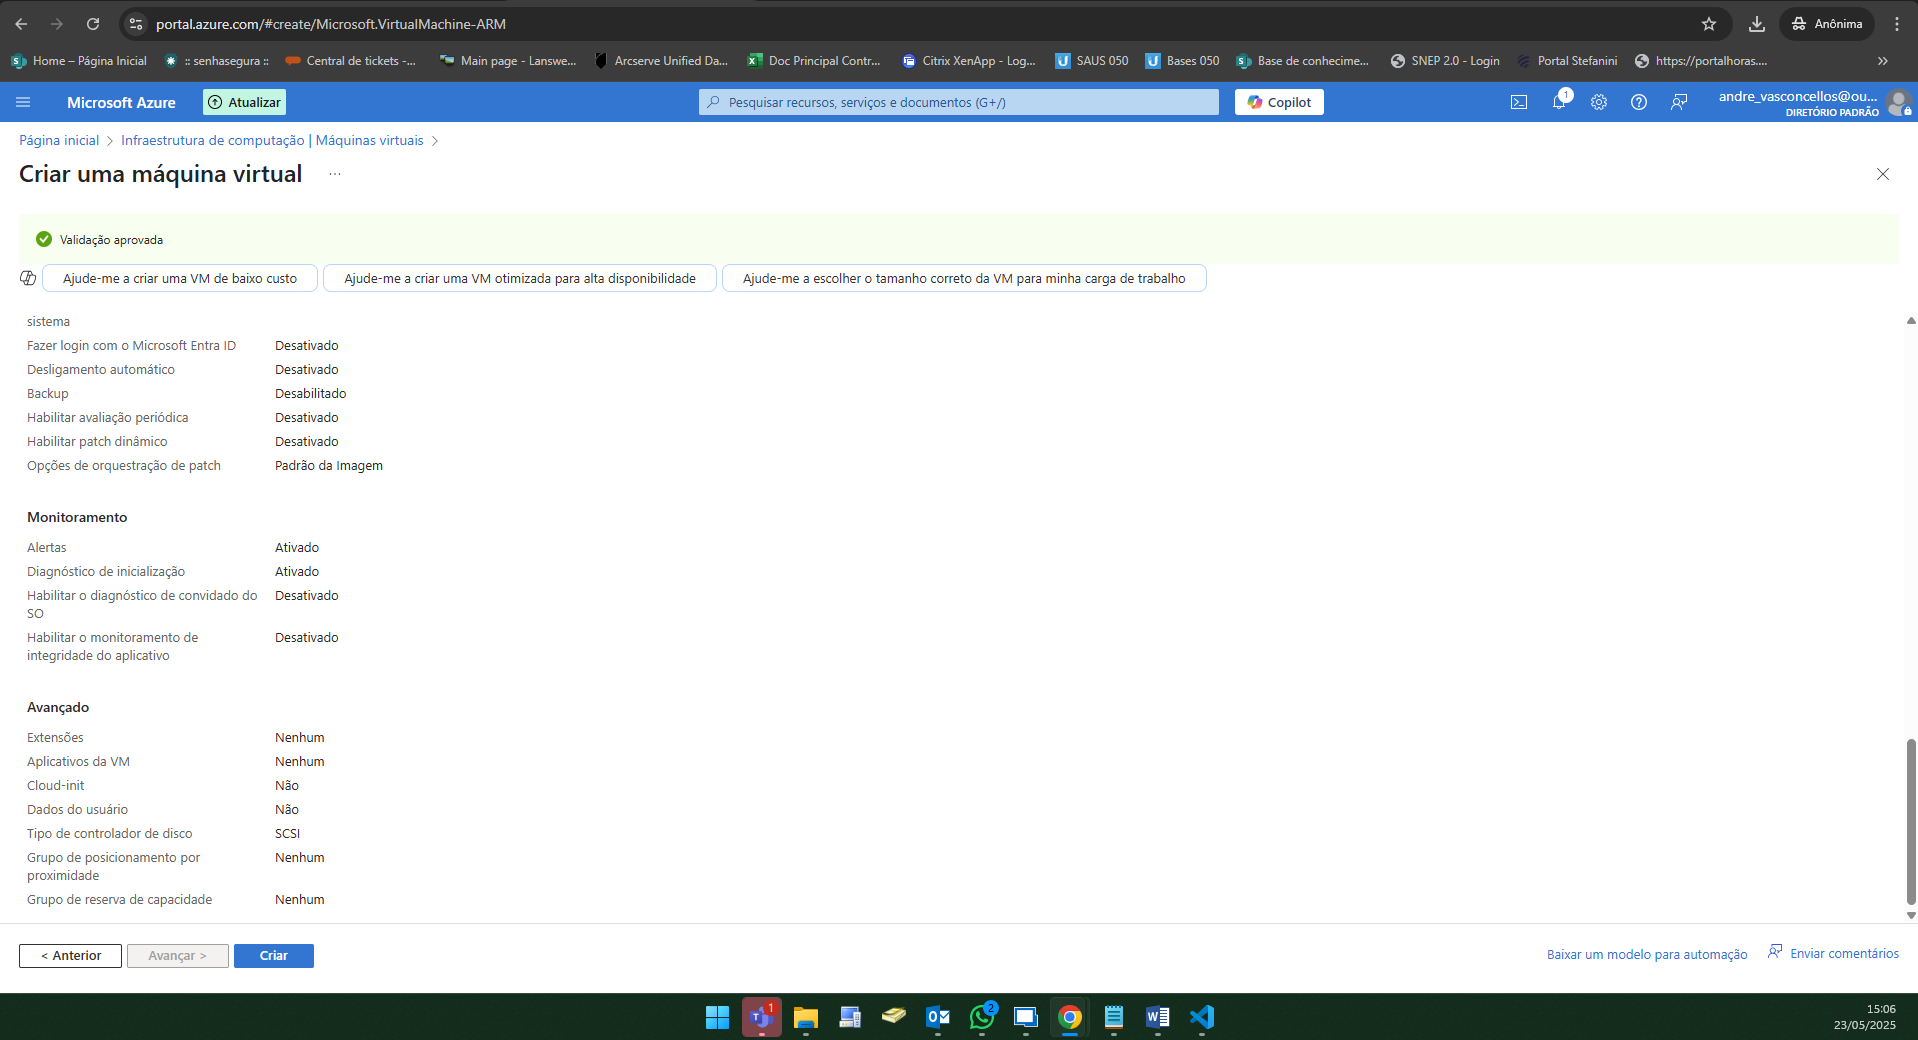 portal.azure.com/#create/Microsoft.VirtualMachine-ARM
Anônima
Home – Página Inicial
:: senhasegura ::
Central de tickets -...
Main page - Lanswe...
Arcserve Unified Da...
Doc Principal Contr...
Citrix XenApp - Log...
SAUS 050
Bases 050
Base de conhecime...
SNEP 2.0 - Login
Portal Stefanini
https://portalhoras....
Microsoft Azure
Atualizar
Pesquisar recursos, serviços e documentos (G+/)
Copilot
1
andre_vasconcellos@ou...
DIRETÓRIO PADRÃO
Página inicial > Infraestrutura de computação | Máquinas virtuais >
Criar uma máquina virtual ...
Validação aprovada
Ajude-me a criar uma VM de baixo custo
Ajude-me a criar uma VM otimizada para alta disponibilidade
Ajude-me a escolher o tamanho correto da VM para minha carga de trabalho
sistema
Fazer login com o Microsoft Entra ID Desativado
Desligamento automático Desativado
Backup Desabilitado
Habilitar avaliação periódica Desativado
Habilitar patch dinâmico Desativado
Opções de orquestração de patch Padrão da Imagem
Monitoramento
Alertas Ativado
Diagnóstico de inicialização Ativado
Habilitar o diagnóstico de convidado do Desativado
SO
Habilitar o monitoramento de Desativado
integridade do aplicativo
Avançado
Extensões Nenhum
Aplicativos da VM Nenhum
Cloud-init Não
Dados do usuário Não
Tipo de controlador de disco SCSI
Grupo de posicionamento por Nenhum
proximidade
Grupo de reserva de capacidade Nenhum
< Anterior
Avançar >
Criar
Baixar um modelo para automação
Enviar comentários
1
2
15:06
23/05/2025